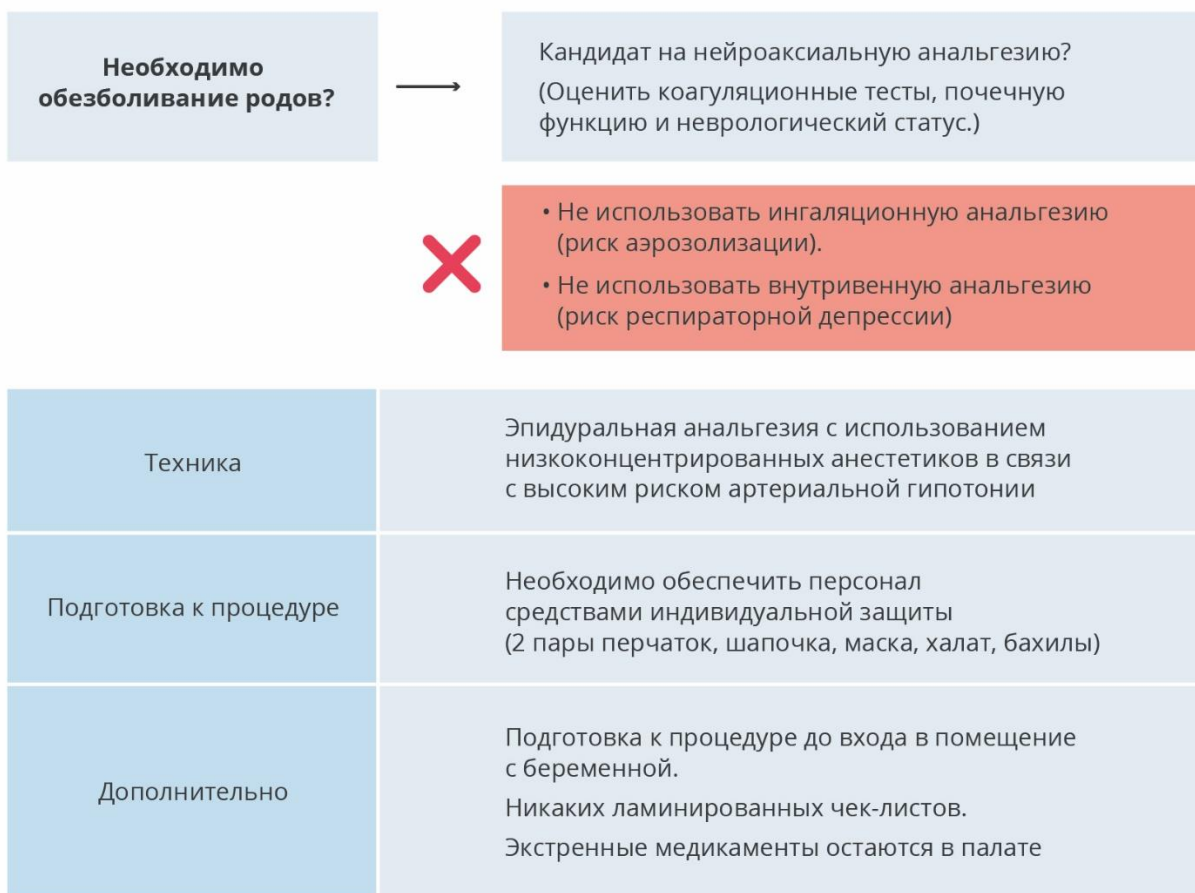 Необходимо
обезболивание родов?
Кандидат на нейроаксиальную анальгезию?
(Оценить коагуляционные тесты, почечную
функцию и неврологический статус.)
• Не использовать ингаляционную анальгезию
(риск аэрозолизации).
• Не использовать внутривенную анальгезию
(риск респираторной депрессии)
Техника
Эпидуральная анальгезия с использованием
низкоконцентрированных анестетиков в связи
с высоким риском артериальной гипотонии
Подготовка к процедуре
Необходимо обеспечить персонал
средствами индивидуальной защиты
(2 пары перчаток, шапочка, маска, халат, бахилы)
Дополнительно
Подготовка к процедуре до входа в помещение
с беременной.
Никаких ламинированных чек-листов.
Экстренные медикаменты остаются в палате